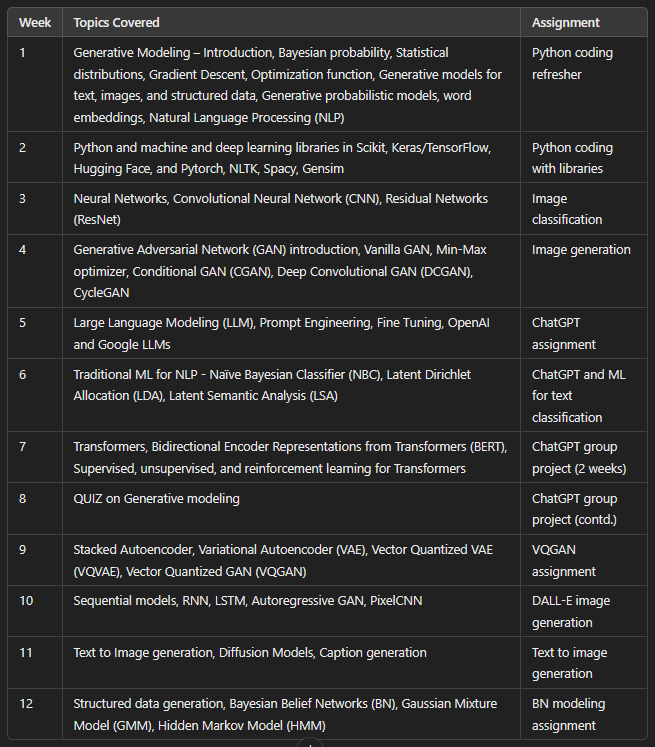 Week Topics Covered Assignment
1 Generative Modeling – Introduction, Bayesian probability, Statistical Python coding
distributions, Gradient Descent, Optimization function, Generative models for refresher
text, images, and structured data, Generative probabilistic models, word
embeddings, Natural Language Processing (NLP)
2 Python and machine and deep learning libraries in Scikit, Keras/TensorFlow, Python coding
Hugging Face, and Pytorch, NLTK, Spacy, Gensim with libraries
3 Neural Networks, Convolutional Neural Network (CNN), Residual Networks Image
(ResNet) classification
4 Generative Adversarial Network (GAN) introduction, Vanilla GAN, Min-Max Image generation
optimizer, Conditional GAN (CGAN), Deep Convolutional GAN (DCGAN),
CycleGAN
5 Large Language Modeling (LLM), Prompt Engineering, Fine Tuning, OpenAI ChatGPT
and Google LLMs assignment
6 Traditional ML for NLP - Naïve Bayesian Classifier (NBC), Latent Dirichlet ChatGPT and ML
Allocation (LDA), Latent Semantic Analysis (LSA) for text
classification
7 Transformers, Bidirectional Encoder Representations from Transformers (BERT), ChatGPT group
Supervised, unsupervised, and reinforcement learning for Transformers project (2 weeks)
8 QUIZ on Generative modeling ChatGPT group
project (contd.)
9 Stacked Autoencoder, Variational Autoencoder (VAE), Vector Quantized VAE VQGAN
(VQVAE), Vector Quantized GAN (VQGAN) assignment
10 Sequential models, RNN, LSTM, Autoregressive GAN, PixelCNN DALL-E image
generation
11 Text to Image generation, Diffusion Models, Caption generation Text to image
generation
12 Structured data generation, Bayesian Belief Networks (BN), Gaussian Mixture BN modeling
Model (GMM), Hidden Markov Model (HMM) assignment